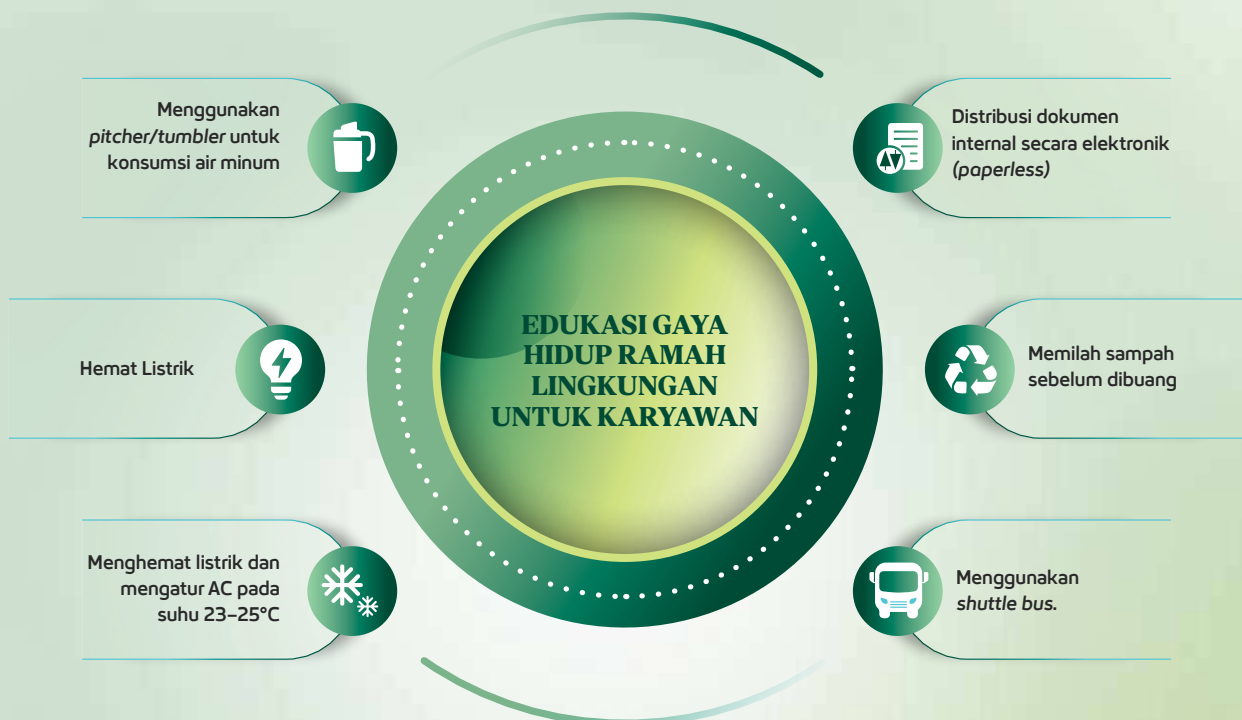 Menggunakan
pitcher/tumbler untuk
konsumsi air minum
Hemat Listrik
Menghemat listrik dan
mengatur AC pada
suhu 23–25°C
EDUKASI GAYA
HIDUP RAMAH
LINGKUNGAN
UNTUK KARYAWAN
Distribusi dokumen
internal secara elektronik
(paperless)
Memilah sampah
sebelum dibuang
Menggunakan
shuttle bus.